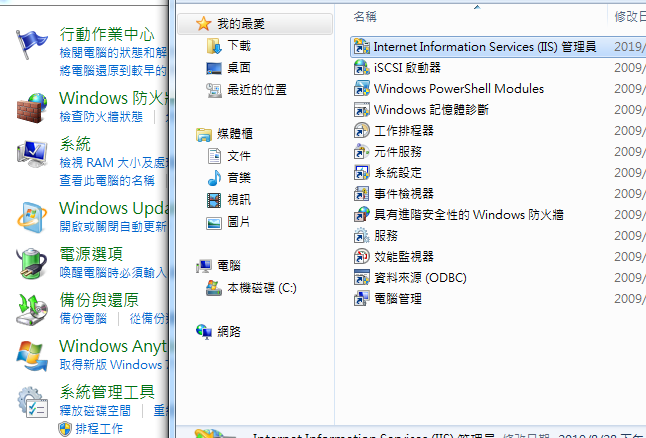 行動作業中心
檢閱電腦的狀態和解
將電腦還原到較早的
Windows 防火
檢查防火牆狀態
系統
檢視 RAM 大小及處
查看此電腦的名稱
Windows Upda
開啟或關閉自動更新
電源選項
喚醒電腦時必須輸入
備份與還原
備份電腦 | 從備份
Windows Anyt
取得新版 Windows 7
系統管理工具
釋放磁碟空間 | 重
排程工作
我的最愛
下載
桌面
最近的位置
媒體櫃
文件
音樂
視訊
圖片
電腦
本機磁碟 (C:)
網路
名稱 修改日
Internet Information Services (IIS) 管理員 2019/
iSCSI 啟動器 2009/
Windows PowerShell Modules 2009/
Windows 記憶體診斷 2009/
工作排程器 2009/
元件服務 2009/
系統設定 2009/
事件檢視器 2009/
具有進階安全性的 Windows 防火牆 2009/
服務 2009/
效能監視器 2009/
資料來源 (ODBC) 2009/
電腦管理 2009/
Internet Information Services (IIS) 管理員 修改日期